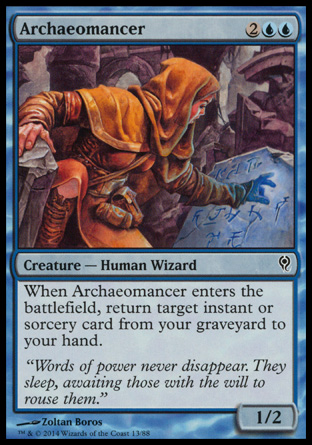 Archaeomancer 2
Creature — Human Wizard
When Archaeomancer enters the
battlefield, return target instant or
sorcery card from your graveyard to
your hand.
“Words of power never disappear. They
sleep, awaiting those with the will to
rouse them.”
Zoltan Boros
™ & © 2014 Wizards of the Coast 13/88
1/2